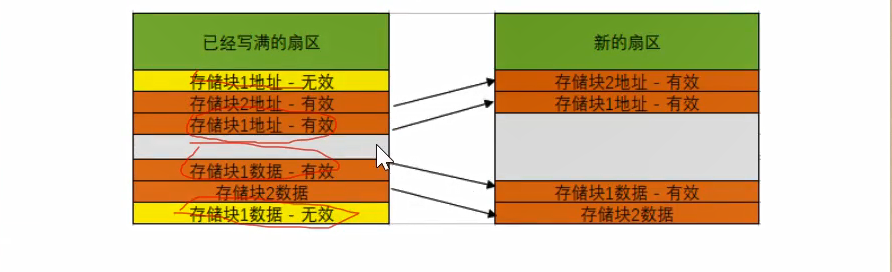 已经写满的扇区
存储块1地址 - 无效
存储块2地址 - 有效
存储块1地址 - 有效
存储块1数据 - 有效
存储块2数据
存储块1数据 - 无效
新的扇区
存储块2地址 - 有效
存储块1地址 - 有效
存储块1数据 - 有效
存储块2数据